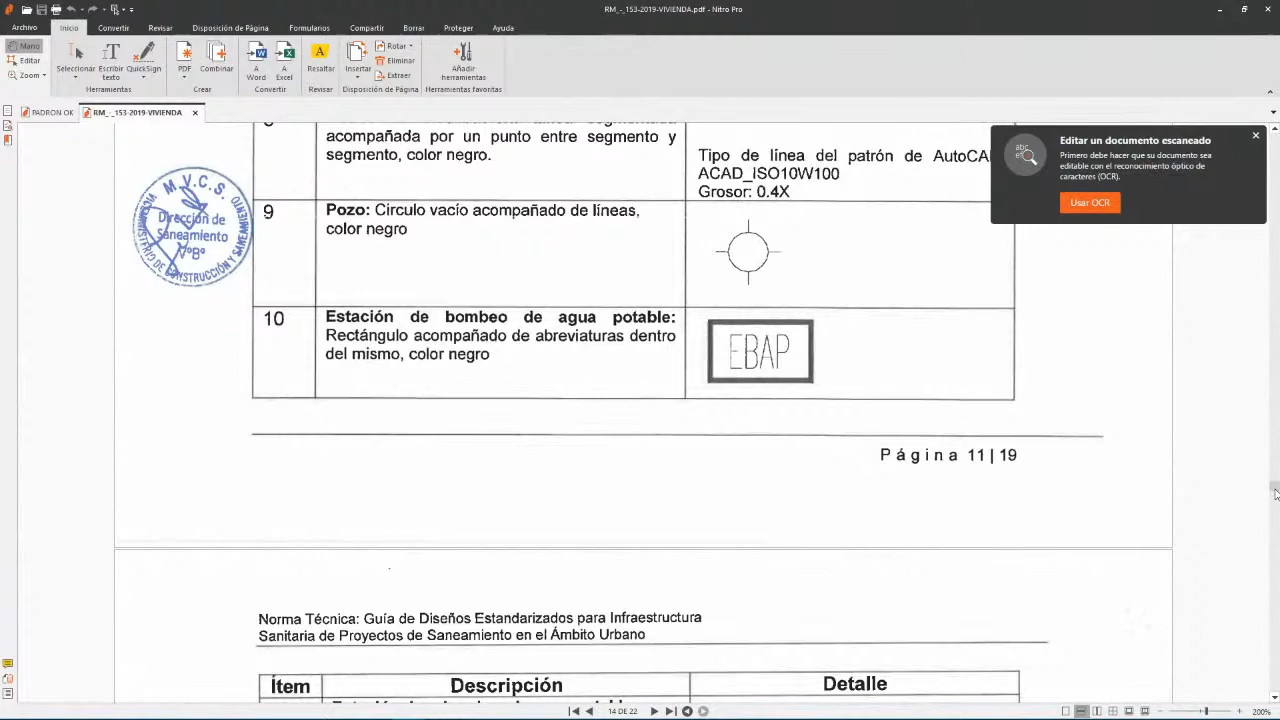 RM_-_153-2019-VIVIENDA.pdf - Nitro Pro
Archivo Inicio Convertir Revisar Disposición de Página Formularios Compartir Borrar Proteger Ayuda
Mano
Editar
Zoom
Seleccionar
Escribir texto
QuickSign
Herramientas
PDF
Combinar
Crear
A Word
A Excel
Convertir
Resaltar
Revisar
Insertar
Rotar
Eliminar
Extraer
Disposición de Página
Añadir herramientas
Herramientas favoritas
PADRON OK
RM_-_153-2019-VIVIENDA
acompañada por un punto entre segmento y
segmento, color negro.
Tipo de línea del patrón de AutoCA
ACAD_ISO10W100
Grosor: 0.4X
Editar un documento escaneado
Primero debe hacer que su documento sea
editable con el reconocimiento óptico de
caracteres (OCR).
Usar OCR
M.V.C.S.
Dirección de
Saneamiento
VºBº
9
Pozo: Circulo vacío acompañado de líneas,
color negro
10
Estación de bombeo de agua potable:
Rectángulo acompañado de abreviaturas dentro
del mismo, color negro
EBAP
Página 11|19
Norma Técnica: Guía de Diseños Estandarizados para Infraestructura
Sanitaria de Proyectos de Saneamiento en el Ámbito Urbano
Ítem Descripción Detalle
14 DE 22
200%